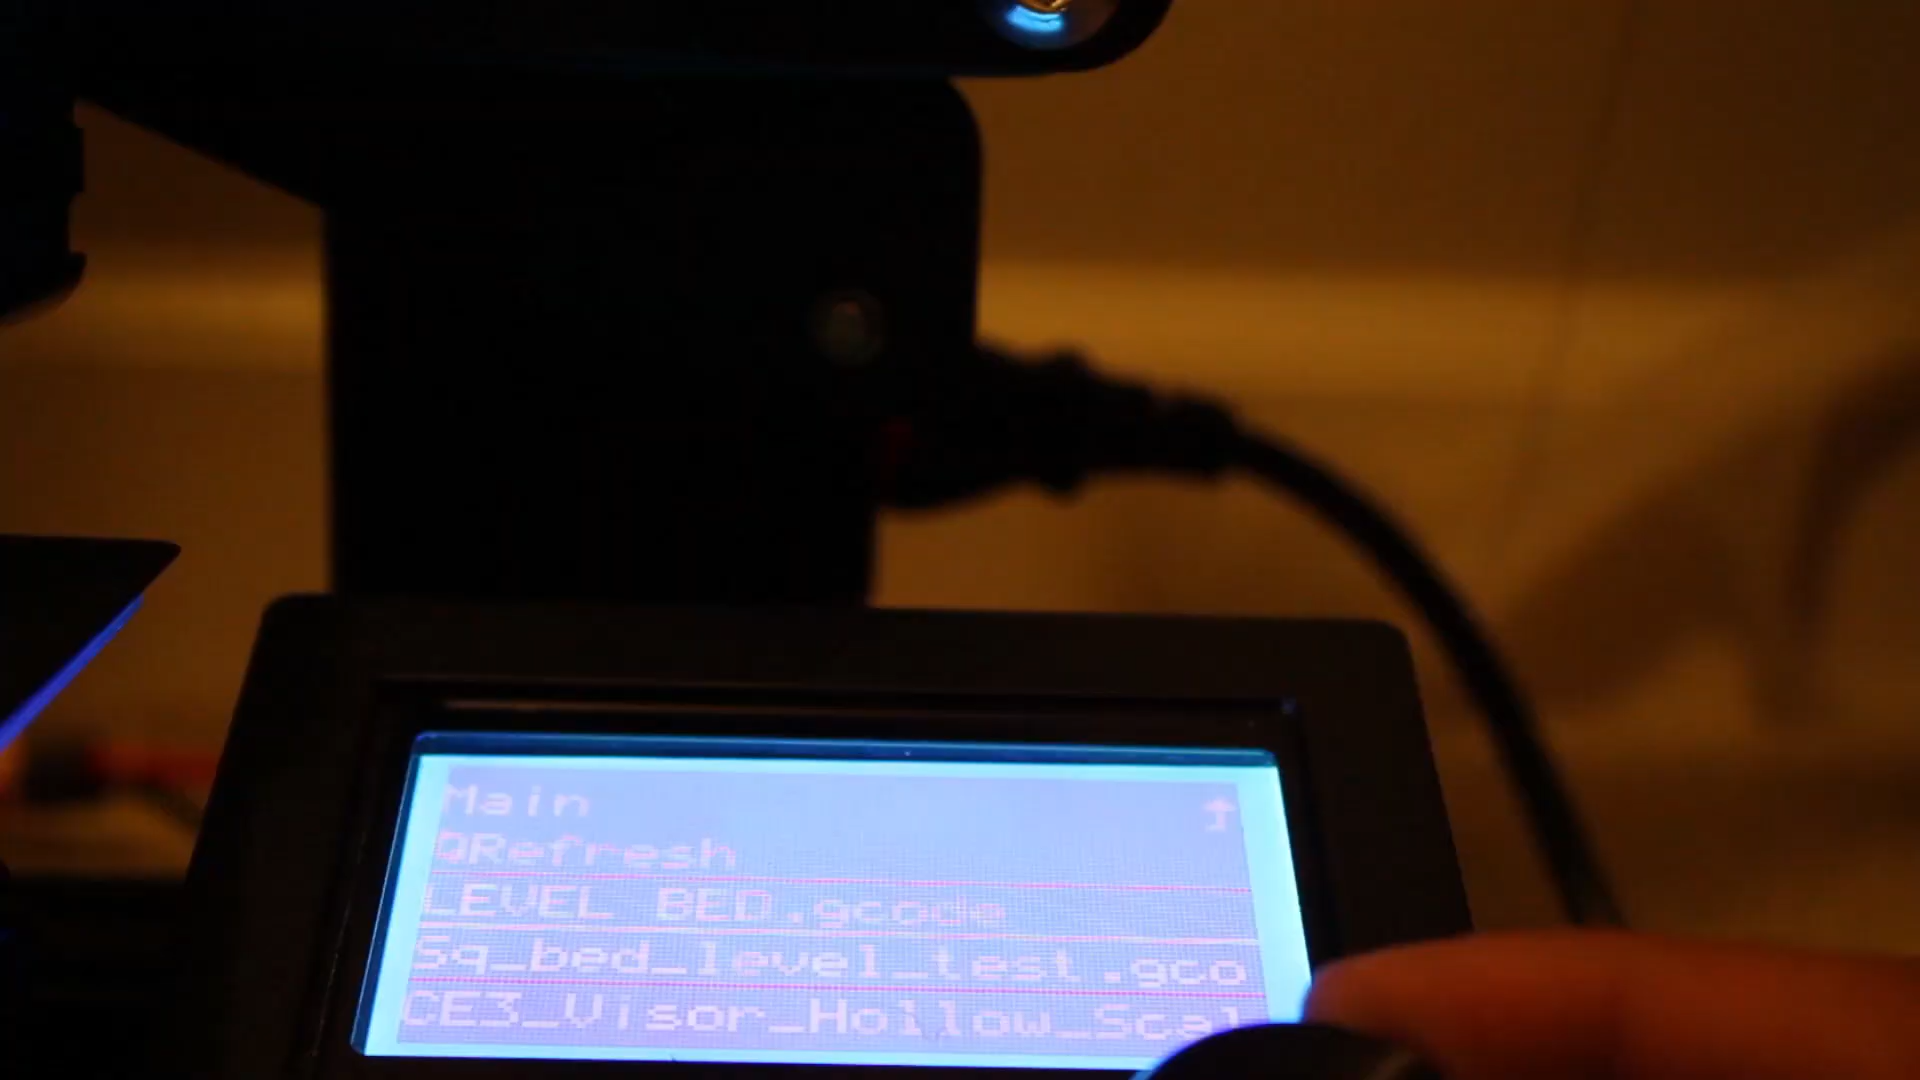 Main
Refresh
LEVEL BED.gcode
Sq_bed_level_test.gco
CE3_Visor_Hollow_Scal